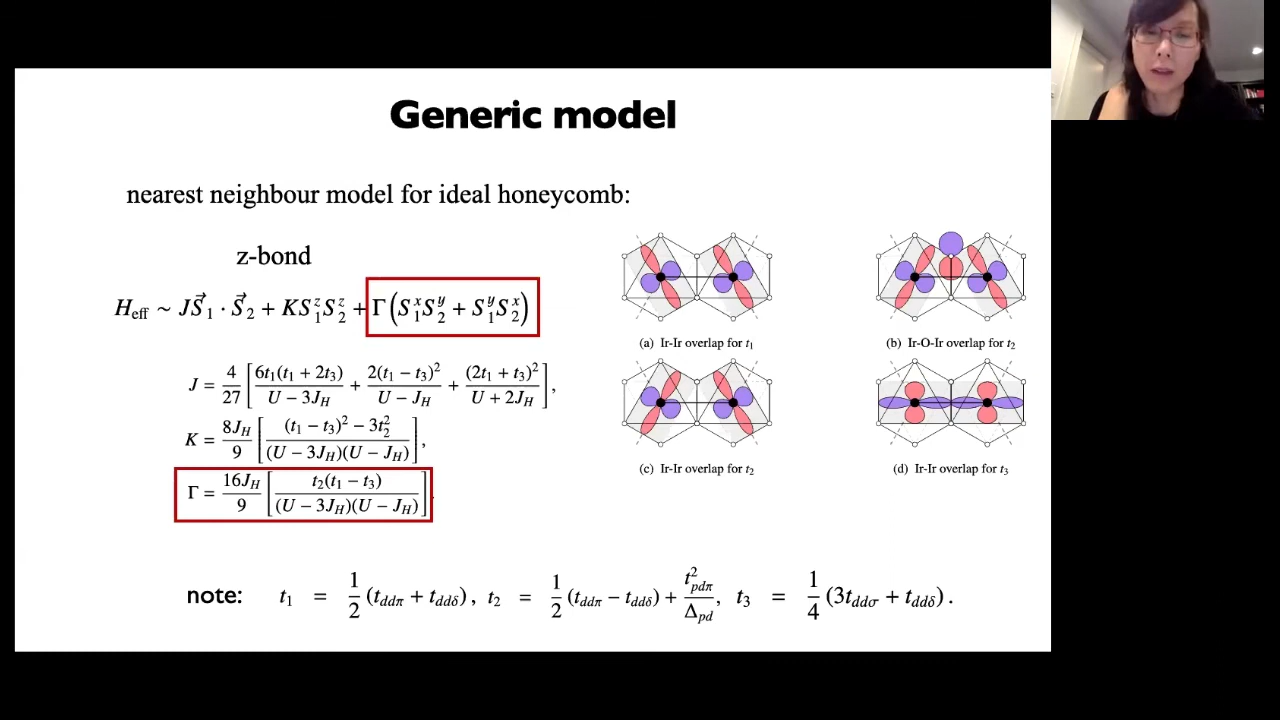 Generic model
nearest neighbour model for ideal honeycomb:
z-bond
H_eff ∼ J S⃗_1 · S⃗_2 + K S_1^z S_2^z + Γ(S_1^x S_2^y + S_1^y S_2^x)
J = 4/27 [ 6t_1(t_1 + 2t_3)/(U − 3J_H) + 2(t_1 − t_3)^2/(U − J_H) + (2t_1 + t_3)^2/(U + 2J_H) ],
K = 8J_H/9 [ ((t_1 − t_3)^2 − 3t_2^2)/((U − 3J_H)(U − J_H)) ],
Γ = 16J_H/9 [ t_2(t_1 − t_3)/((U − 3J_H)(U − J_H)) ]
(a) Ir-Ir overlap for t_1
(b) Ir-O-Ir overlap for t_2
(c) Ir-Ir overlap for t_2
(d) Ir-Ir overlap for t_3
note: t_1 = 1/2 (t_ddπ + t_ddδ), t_2 = 1/2 (t_ddπ − t_ddδ) + t_pdπ^2/Δ_pd, t_3 = 1/4 (3t_ddσ + t_ddδ).